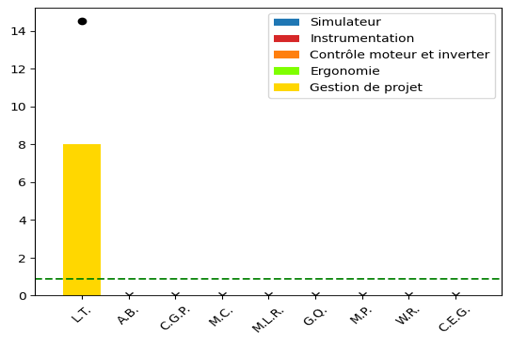 14
12
10
8
6
4
2
0
Simulateur
Instrumentation
Contrôle moteur et inverter
Ergonomie
Gestion de projet
L.T.
A.B.
C.G.P.
M.C.
M.L.R.
G.Q.
M.P.
W.R.
C.E.G.